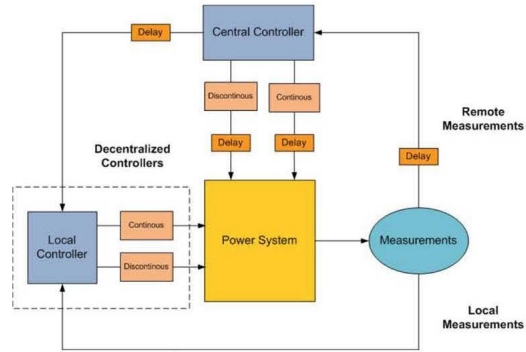 Delay
Central Controller
Discontinous
Continous
Remote
Measurements
Delay
Delay
Decentralized
Controllers
Delay
Local
Controller
Continous
Discontinous
Power System
Measurements
Local
Measurements